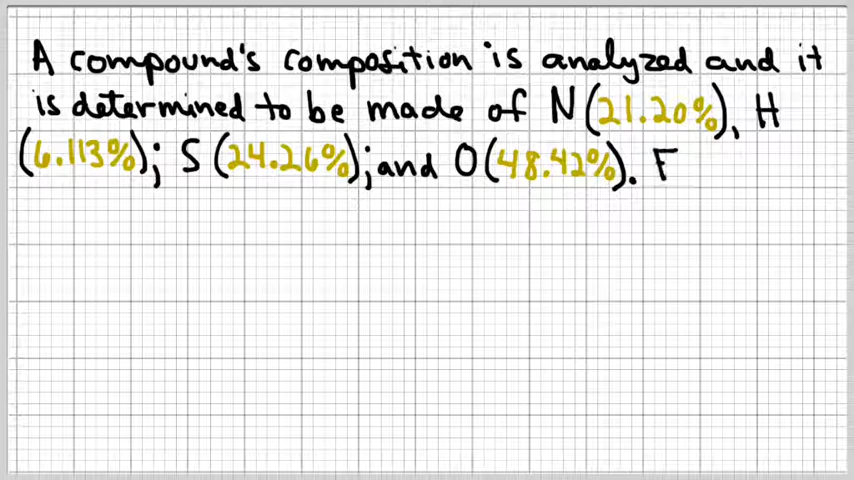 A compound's composition is analyzed and it
is determined to be made of N(21.20%), H
(6.113%); S (24.26%); and O(48.42%). F